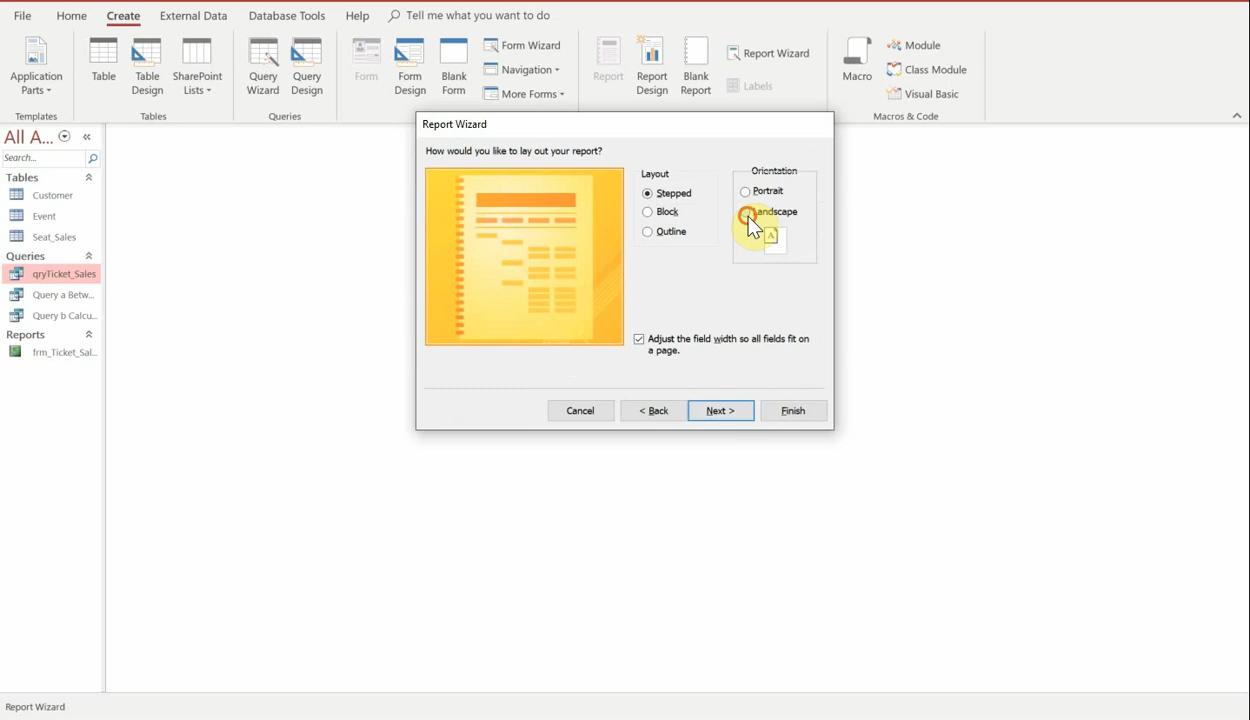 File Home Create External Data Database Tools Help Tell me what you want to do
Application Parts
Table
Table Design
SharePoint Lists
Query Wizard
Query Design
Form
Form Design
Blank Form
Form Wizard
Navigation
More Forms
Report
Report Design
Blank Report
Report Wizard
Labels
Macro
Module
Class Module
Visual Basic
Templates Tables Queries Macros & Code
All A...
Search...
Tables
Customer
Event
Seat_Sales
Queries
qryTicket_Sales
Query a Betw...
Query b Calcu...
Reports
frm_Ticket_Sal...
Report Wizard
How would you like to lay out your report?
Layout
Stepped
Block
Outline
Orientation
Portrait
Landscape
A
Adjust the field width so all fields fit on
a page.
Cancel < Back Next > Finish
Report Wizard